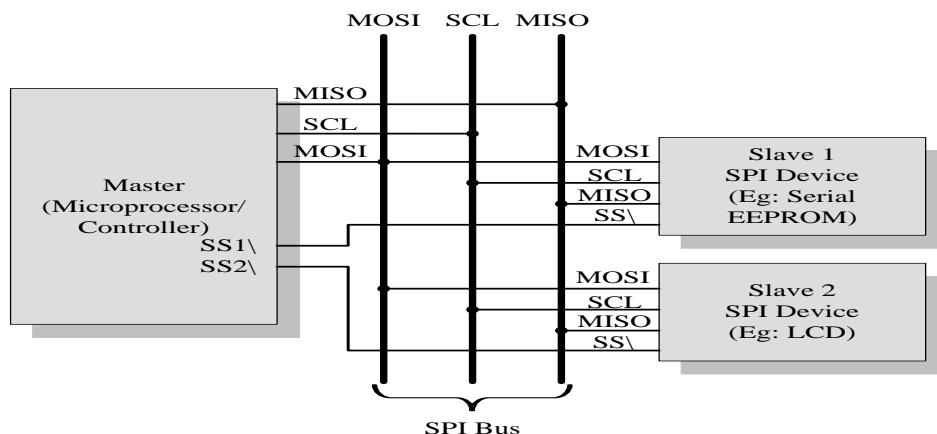 MOSI SCL MISO
MISO
SCL
MOSI
Master
(Microprocessor/
Controller)
SS1\
SS2\
MOSI
SCL
MISO
SS\
Slave 1
SPI Device
(Eg: Serial
EEPROM)
MOSI
SCL
MISO
SS\
Slave 2
SPI Device
(Eg: LCD)
SPI Bus